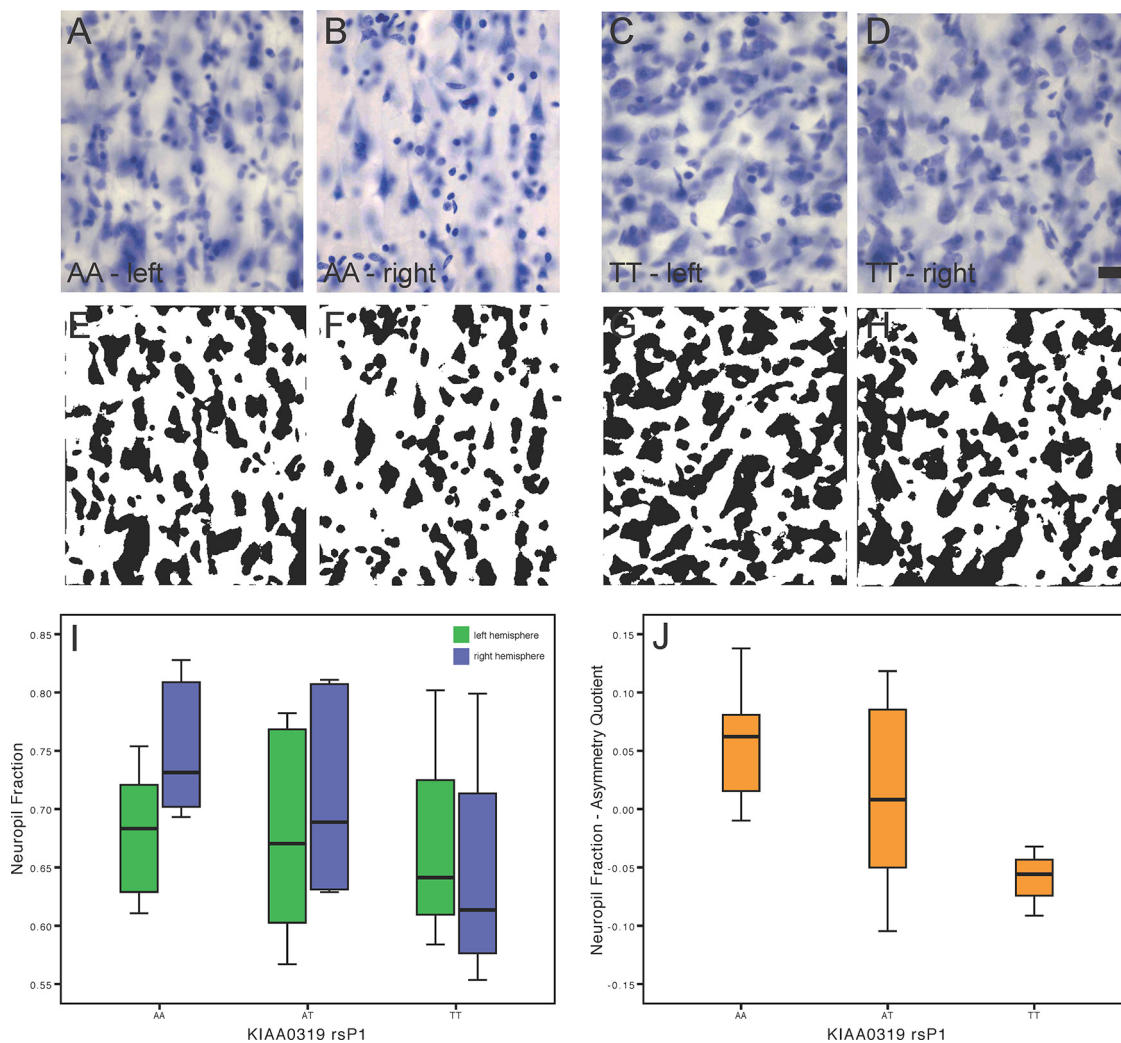 A
B
C
D
AA - left
AA - right
TT - left
TT - right
E
F
G
H
I
left hemisphere
right hemisphere
Neuropil Fraction
0.85
0.80
0.75
0.70
0.65
0.60
0.55
AA
AT
TT
KIAA0319 rsP1
J
Neuropil Fraction - Asymmetry Quotient
0.15
0.10
0.05
0.00
-0.05
-0.10
-0.15
AA
AT
TT
KIAA0319 rsP1